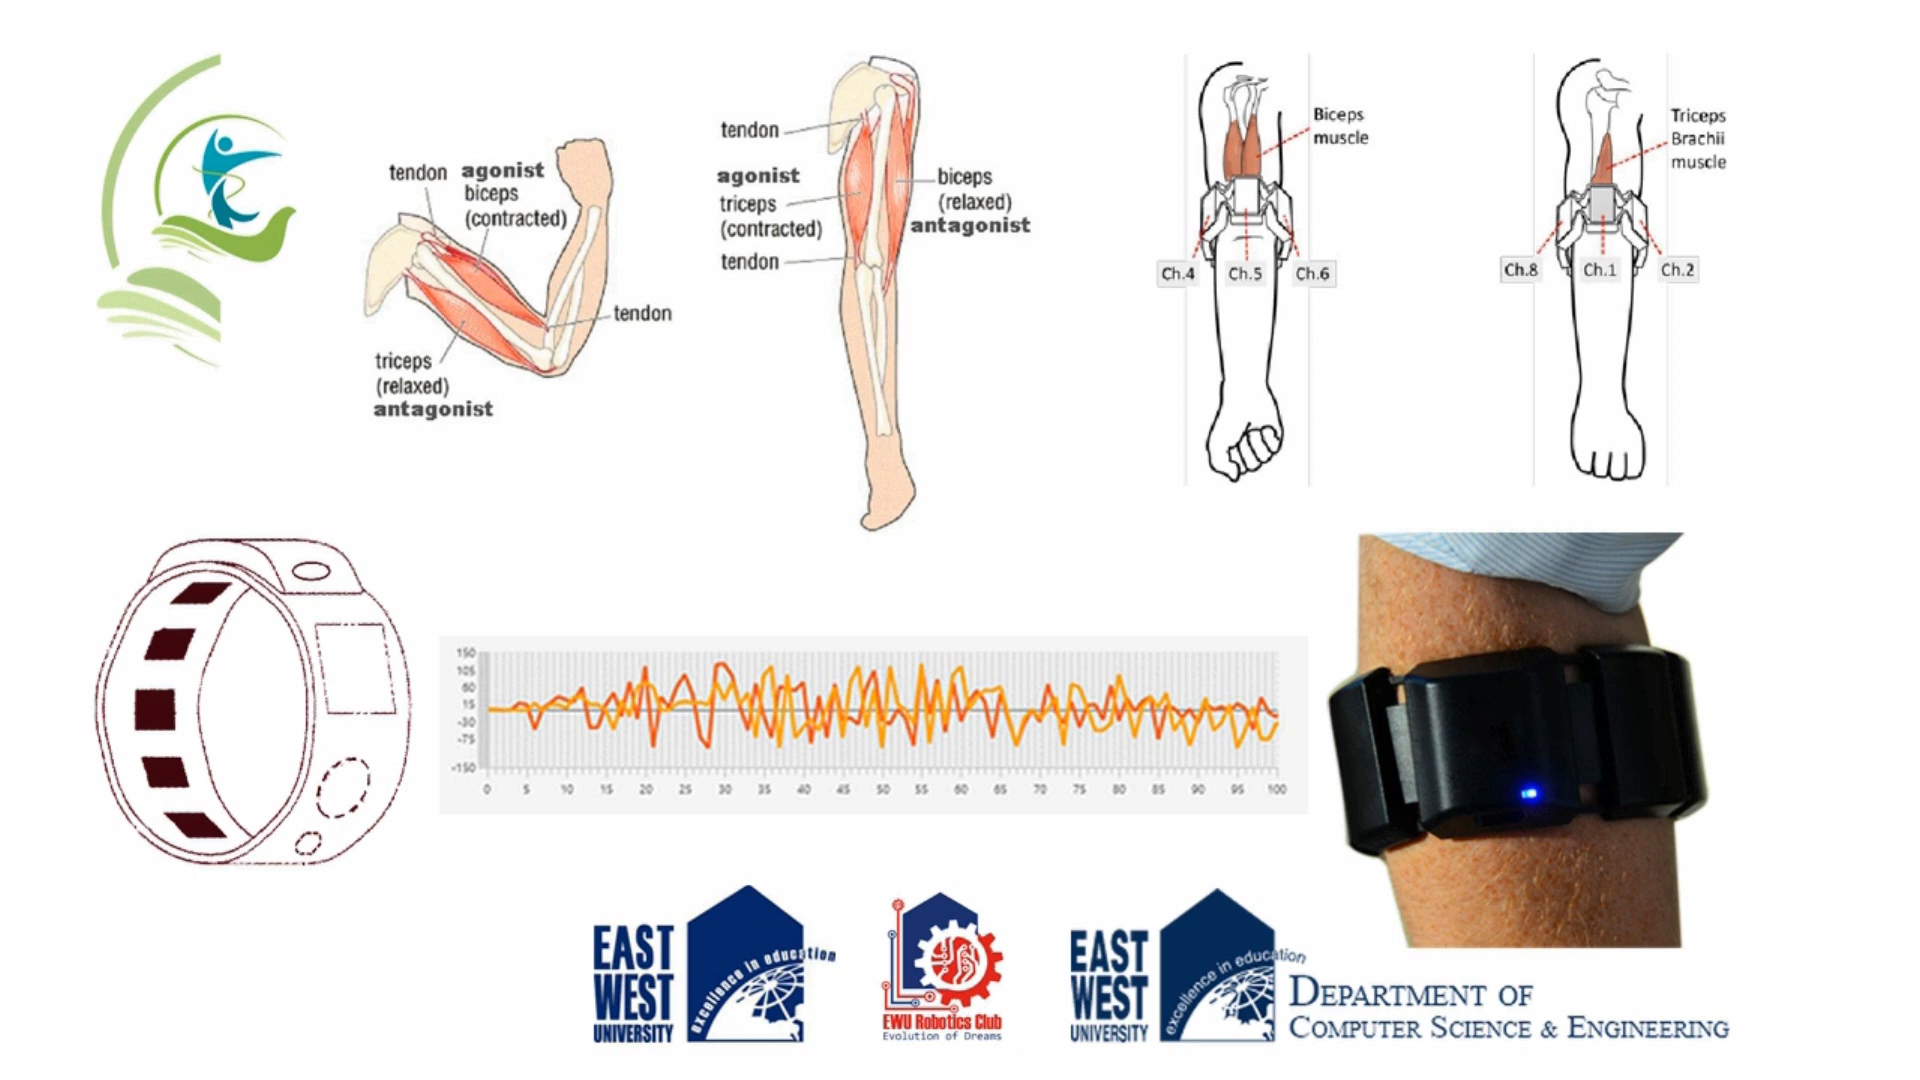 tendon
agonist
biceps
(contracted)
tendon
triceps
(relaxed)
antagonist
tendon
agonist
triceps
(contracted)
tendon
biceps
(relaxed)
antagonist
Biceps
muscle
Ch.4
Ch.5
Ch.6
Triceps
Brachii
muscle
Ch.8
Ch.1
Ch.2
150
105
60
15
-30
-75
-150
0 5 10 15 20 25 30 35 40 45 50 55 60 65 70 75 80 85 90 95 100
EAST
WEST
UNIVERSITY
excellence in education
EWU Robotics Club
Evolution of Dreams
EAST
WEST
UNIVERSITY
excellence in education
DEPARTMENT OF
COMPUTER SCIENCE & ENGINEERING